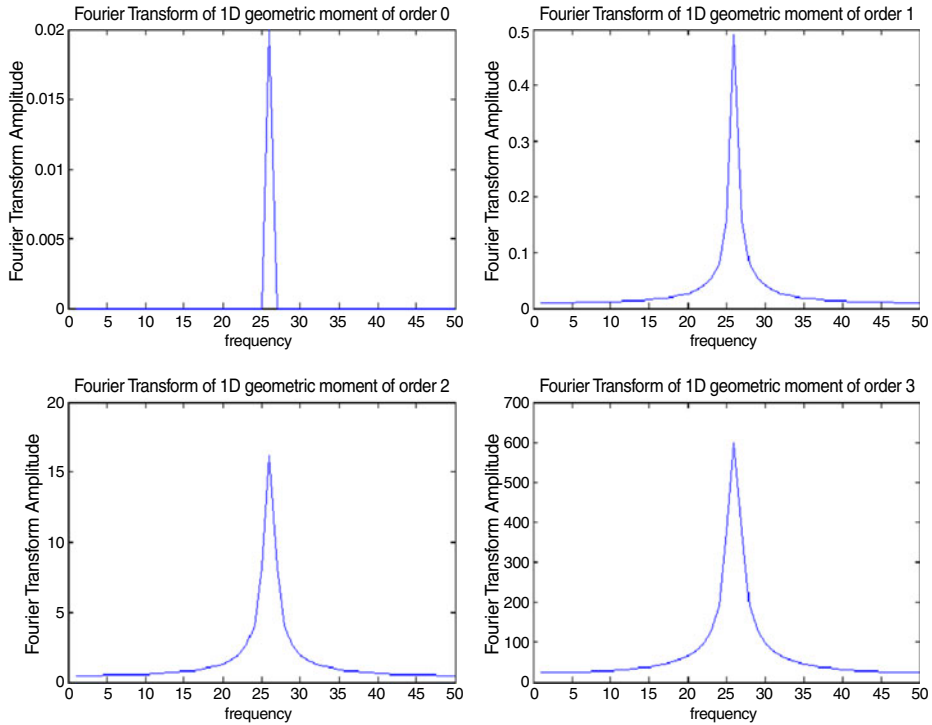 Fourier Transform of 1D geometric moment of order 0
0.02
0.015
0.01
0.005
0
Fourier Transform Amplitude
0 5 10 15 20 25 30 35 40 45 50
frequency
Fourier Transform of 1D geometric moment of order 1
0.5
0.4
0.3
0.2
0.1
0
Fourier Transform Amplitude
0 5 10 15 20 25 30 35 40 45 50
frequency
Fourier Transform of 1D geometric moment of order 2
20
15
10
5
0
Fourier Transform Amplitude
0 5 10 15 20 25 30 35 40 45 50
frequency
Fourier Transform of 1D geometric moment of order 3
700
600
500
400
300
200
100
0
Fourier Transform Amplitude
0 5 10 15 20 25 30 35 40 45 50
frequency